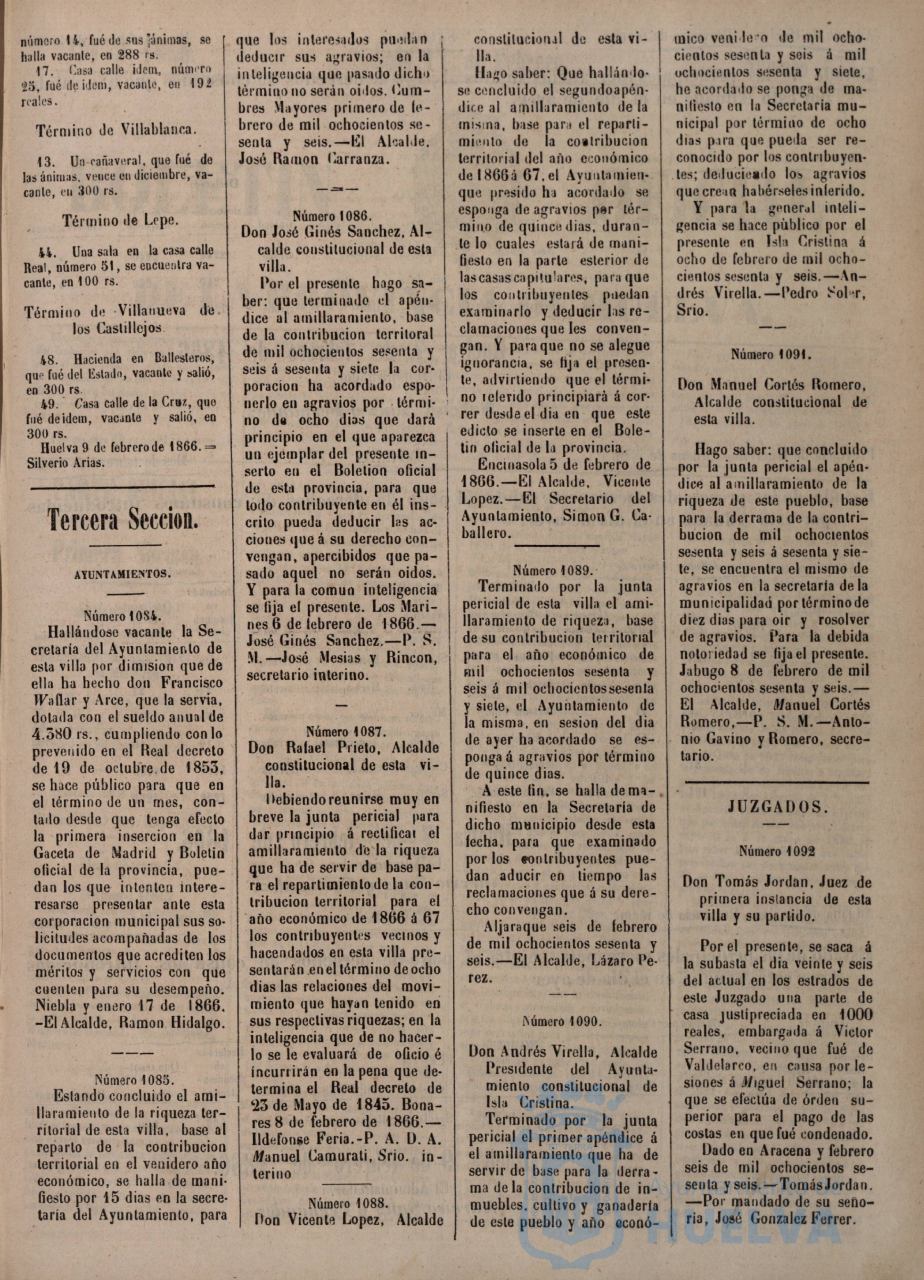 número 14, fué de sus ánimas, se
halla vacante, en 288 rs.
17. Casa calle idem, número
25, fué de idem, vacante, en 192
reales.
Término de Villablanca.
13. Un cañaveral, que fué de
las ánimas, vence en diciembre, va-
cante, en 300 rs.
Término de Lepe.
44. Una sala en la casa calle
Real, número 51, se encuentra va-
cante, en 100 rs.
Término de Villanueva de
los Castillejos.
48. Hacienda en Ballesteros,
que fué del Estado, vacante y salió,
en 300 rs.
49. Casa calle de la Cruz, que
fué de idem, vacante y salió, en
300 rs.
Huelva 9 de febrero de 1866.=
Silverio Arias.
Tercera Seccion.
AYUNTAMIENTOS.
Número 1084.
Hallándose vacante la Se-
cretaría del Ayuntamiento de
esta villa por dimision que de
ella ha hecho don Francisco
Waflar y Arce, que la servia,
dotada con el sueldo anual de
4.380 rs., cumpliendo con lo
prevenido en el Real decreto
de 19 de octubre de 1853,
se hace público para que en
el término de un mes, con-
tado desde que tenga efecto
la primera insercion en la
Gaceta de Madrid y Boletin
oficial de la provincia, pue-
dan los que intenten intere-
resarse presentar ante esta
corporacion municipal sus so-
licitudes acompañadas de los
documentos que acrediten los
méritos y servicios con que
cuenten para su desempeño.
Niebla y enero 17 de 1866.
-El Alcalde, Ramon Hidalgo.
Número 1085.
Estando concluido el ami-
llaramiento de la riqueza ter-
ritorial de esta villa, base al
reparto de la contribucion
territorial en el venidero año
económico, se halla de mani-
fiesto por 15 dias en la secre-
taría del Ayuntamiento, para
que los interesados puedan
deducir sus agravios; en la
inteligencia que pasado dicho
término no serán oidos. Cum-
bres Mayores primero de fe-
brero de mil ochocientos se-
senta y seis.—El Alcalde,
José Ramon Carranza.
Número 1086.
Don José Ginés Sanchez, Al-
calde constitucional de esta
villa.
Por el presente hago sa-
ber: que terminado el apén-
dice al amillaramiento, base
de la contribucion territoral
de mil ochocientos sesenta y
seis á sesenta y siete la cor-
poracion ha acordado espo-
nerlo en agravios por térmi-
no de ocho dias que dará
principio en el que aparezca
un ejemplar del presente in-
serto en el Boletion oficial
de esta provincia, para que
todo contribuyente en él ins-
crito pueda deducir las ac-
ciones que á su derecho con-
vengan, apercibidos que pa-
sado aquel no serán oidos.
Y para la comun inteligencia
se fija el presente. Los Mari-
nes 6 de febrero de 1866.—
José Ginés Sanchez.—P. S.
M.—José Mesias y Rincon,
secretario interino.
Número 1087.
Don Rafael Prieto, Alcalde
constitucional de esta vi-
lla.
Debiendo reunirse muy en
breve la junta pericial para
dar principio á rectificar el
amillaramiento de la riqueza
que ha de servir de base pa-
ra el repartimiento de la con-
tribucion territorial para el
año económico de 1866 á 67
los contribuyentes vecinos y
hacendados en esta villa pre-
sentarán en el término de ocho
dias las relaciones del movi-
miento que hayan tenido en
sus respectivas riquezas; en la
inteligencia que de no hacer-
lo se le evaluará de oficio é
incurrirán en la pena que de-
termina el Real decreto de
23 de Mayo de 1845. Bona-
res 8 de febrero de 1866.—
Ildefonse Feria.-P. A. D. A.
Manuel Camurati, Srio. in-
terino
Número 1088.
Don Vicente Lopez, Alcalde
constitucional de esta vi-
lla.
Hago saber: Que hallándo-
se concluido el segundo apén-
dice al amillaramiento de la
misma, base para el reparti-
miento de la contribucion
territorial del año económico
de 1866 á 67, el Ayuntamien-
que presido ha acordado se
esponga de agravios por tér-
mino de quince dias, duran-
te lo cuales estará de mani-
fiesto en la parte esterior de
las casas capitulares, para que
los contribuyentes puedan
examinarlo y deducir las re-
clamaciones que les conven-
gan. Y para que no se alegue
ignorancia, se fija el presen-
te, advirtiendo que el térmi-
no referido principiará á cor-
rer desde el dia en que este
edicto se inserte en el Bole-
tin oficial de la provincia.
Encinasola 5 de febrero de
1866.—El Alcalde, Vicente
Lopez.—El Secretario del
Ayuntamiento, Simon G. Ca-
ballero.
Número 1089.
Terminado por la junta
pericial de esta villa el ami-
llaramiento de riqueza, base
de su contribucion territorial
para el año económico de
mil ochocientos sesenta y
seis á mil ochocientos sesenta
y siete, el Ayuntamiento de
la misma, en sesion del dia
de ayer ha acordado se es-
ponga á agravios por término
de quince dias.
A este fin, se halla de ma-
nifiesto en la Secretaría de
dicho municipio desde esta
fecha, para que examinado
por los contribuyentes pue-
dan aducir en tiempo las
reclamaciones que á su dere-
cho convengan.
Aljaraque seis de febrero
de mil ochocientos sesenta y
seis.—El Alcalde, Lázaro Pe-
rez.
Número 1090.
Don Andrés Virella, Alcalde
Presidente del Ayunta-
miento constitucional de
Isla Cristina.
Terminado por la junta
pericial el primer apéndice á
el amillaramiento que ha de
servir de base para la derra-
ma de la contribucion de in-
muebles, cultivo y ganadería
de este pueblo y año econó-
mico venidero de mil ocho-
cientos sesenta y seis á mil
ochocientos sesenta y siete,
he acordado se ponga de ma-
nifiesto en la Secretaría mu-
nicipal por término de ocho
dias para que pueda ser re-
conocido por los contribuyen-
tes; deduciendo los agravios
que crean habérseles inferido.
Y para la general inteli-
gencia se hace público por el
presente en Isla Cristina á
ocho de febrero de mil ocho-
cientos sesenta y seis.—An-
drés Virella.—Pedro Soler,
Srio.
Número 1091.
Don Manuel Cortés Romero,
Alcalde constitucional de
esta villa.
Hago saber: que concluido
por la junta pericial el apén-
dice al amillaramiento de la
riqueza de este pueblo, base
para la derrama de la contri-
bucion de mil ochocientos
sesenta y seis á sesenta y sie-
te, se encuentra el mismo de
agravios en la secretaría de la
municipalidad por término de
diez dias para oir y rosolver
de agravios. Para la debida
notoriedad se fija el presente.
Jabugo 8 de febrero de mil
ochocientos sesenta y seis.—
El Alcalde, Manuel Cortés
Romero,—P. S. M.—Anto-
nio Gavino y Romero, secre-
tario.
JUZGADOS.
Número 1092
Don Tomás Jordan, Juez de
primera instancia de esta
villa y su partido.
Por el presente, se saca á
la subasta el dia veinte y seis
del actual en los estrados de
este Juzgado una parte de
casa justipreciada en 1000
reales, embargada á Victor
Serrano, vecino que fué de
Valdelarco, en causa por le-
siones á Miguel Serrano; la
que se efectúa de órden su-
perior para el pago de las
costas en que fué condenado.
Dado en Aracena y febrero
seis de mil ochocientos se-
senta y seis.—Tomás Jordan.
—Por mandado de su seño-
ria, José Gonzalez Ferrer.
HUELVA